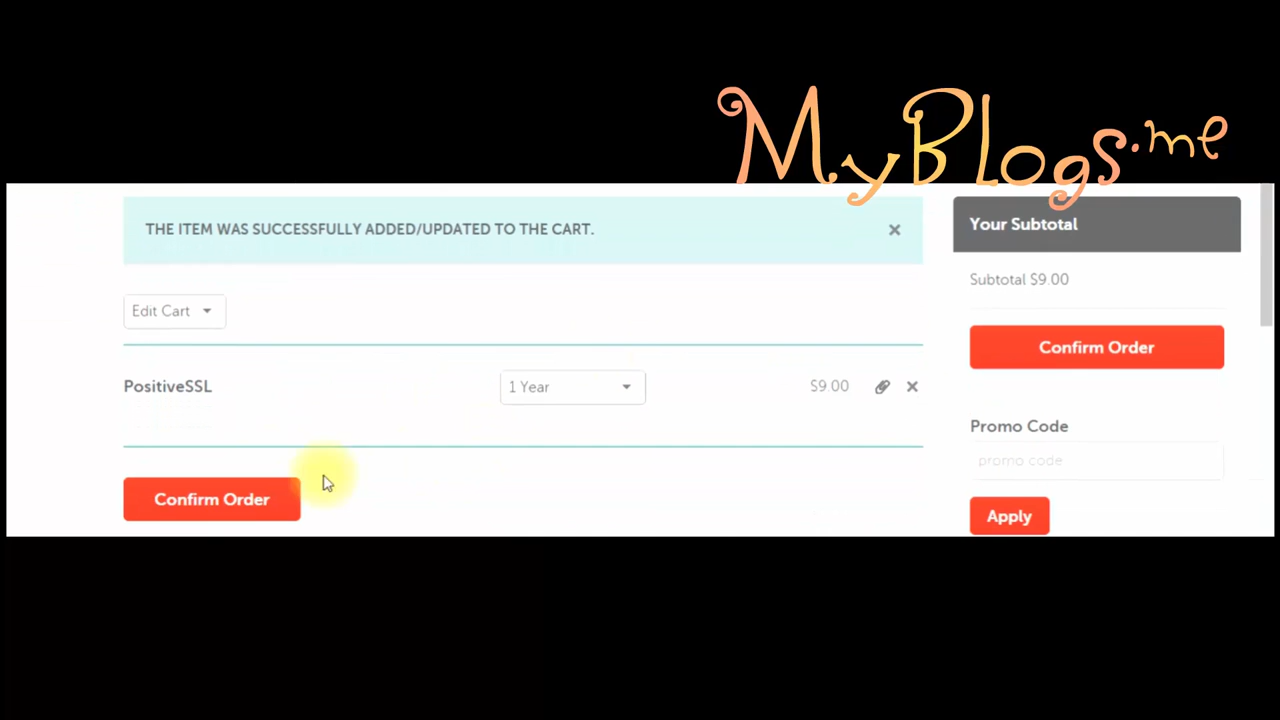 MyBlogs.me
THE ITEM WAS SUCCESSFULLY ADDED/UPDATED TO THE CART.
Edit Cart
PositiveSSL
1 Year
$9.00
Confirm Order
Your Subtotal
Subtotal $9.00
Confirm Order
Promo Code
promo code
Apply